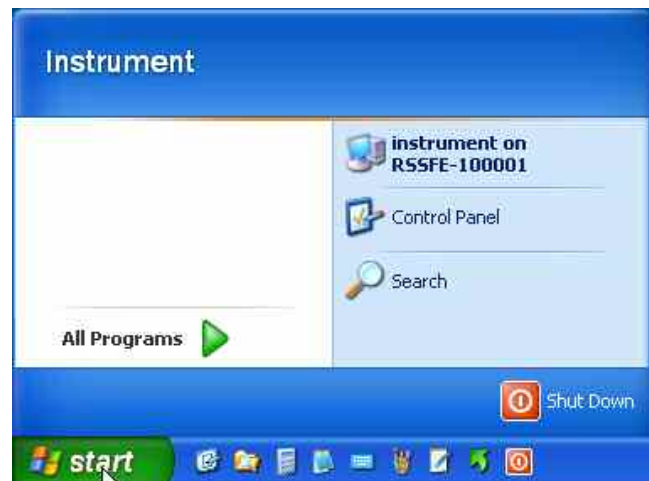 Instrument
instrument on
RSSFE-100001
Control Panel
Search
All Programs
Shut Down
start